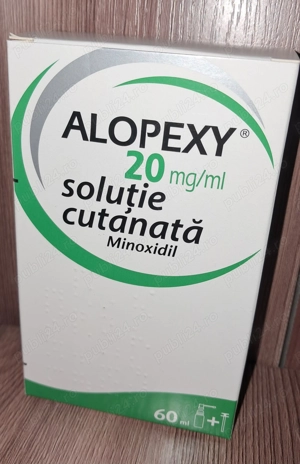 ALOPEXY®
20 mg/ml
soluție
cutanată
Minoxidil
60 ml +